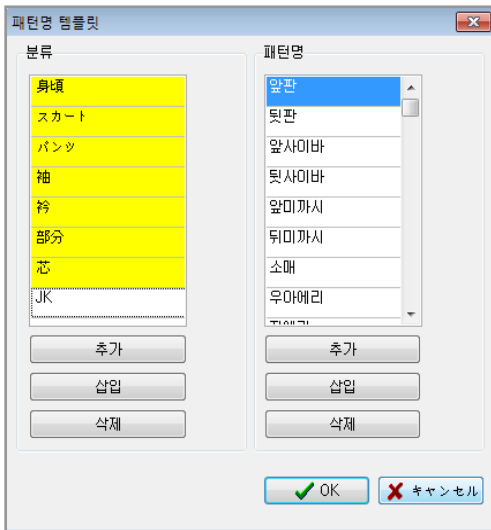 패턴명 템플릿
분류
身頃
スカート
パンツ
袖
衿
部分
芯
JK
추가
삽입
삭제
패턴명
앞판
뒷판
앞사이바
뒷사이바
앞미까시
뒤미까시
소매
우아에리
추가
삽입
삭제
OK
キャンセル